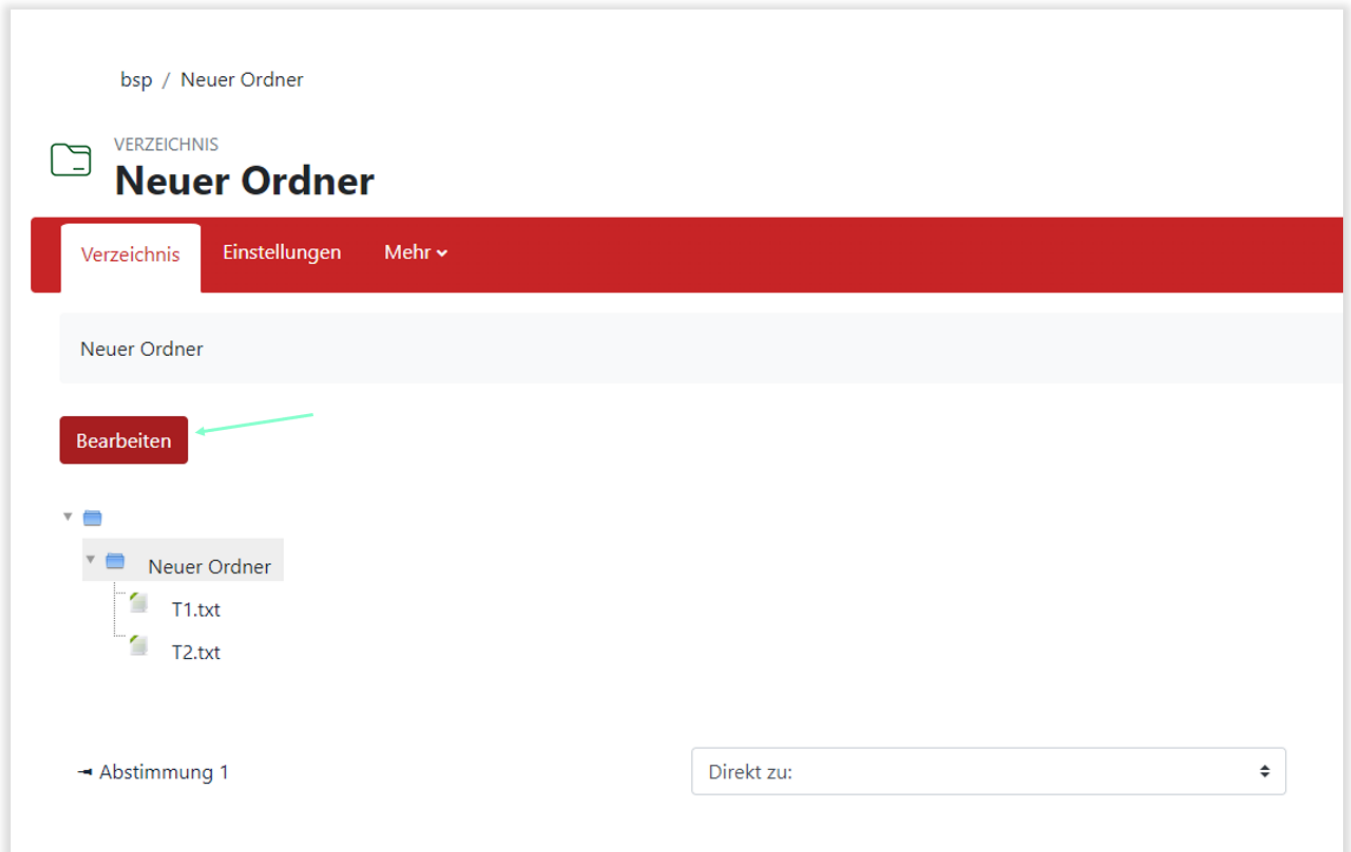 bsp / Neuer Ordner
VERZEICHNIS
Neuer Ordner
Verzeichnis Einstellungen Mehr
Neuer Ordner
Bearbeiten
Neuer Ordner
T1.txt
T2.txt
Abstimmung 1 Direkt zu: